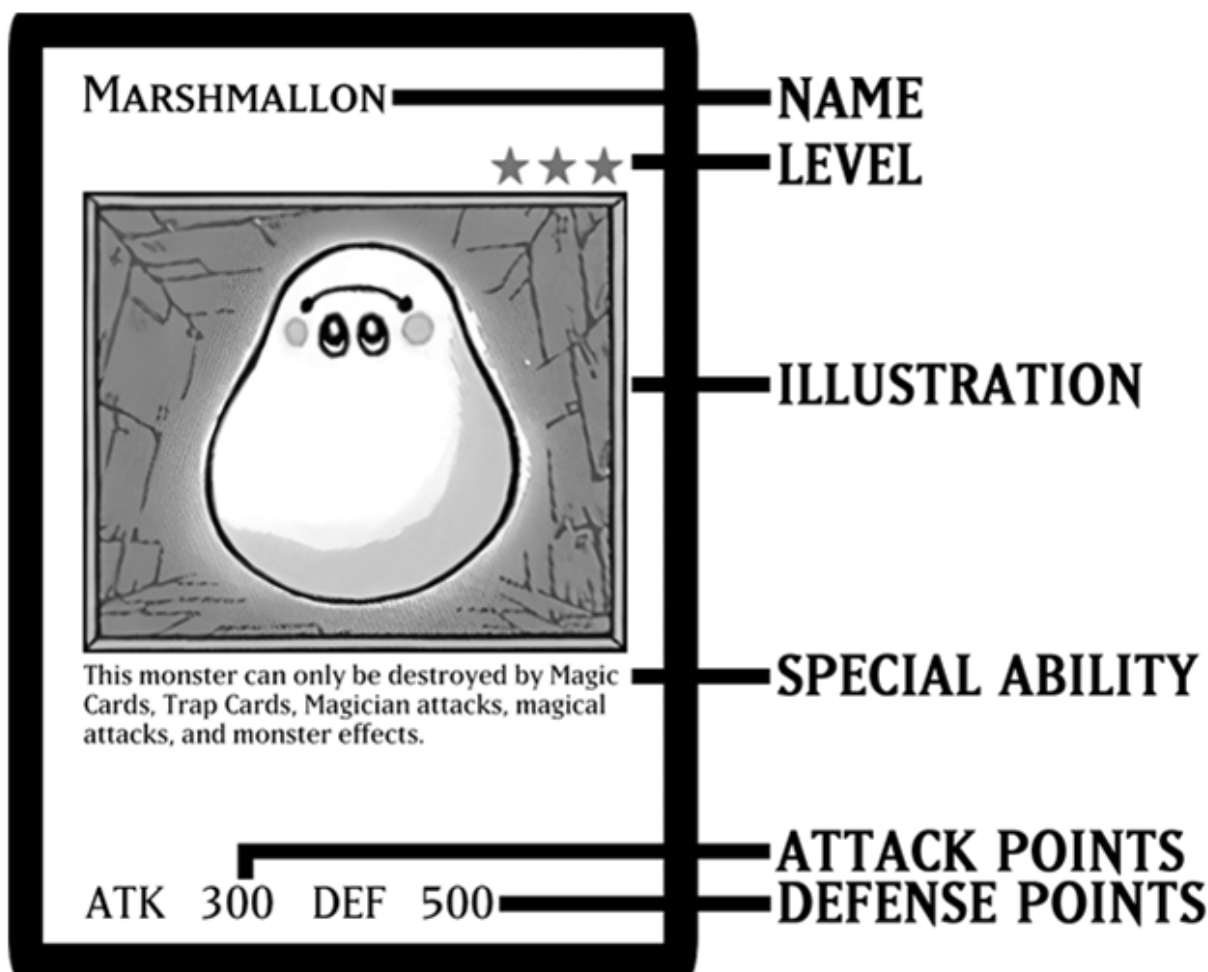 MARSHMALLON
NAME
LEVEL
ILLUSTRATION
This monster can only be destroyed by Magic
Cards, Trap Cards, Magician attacks, magical
attacks, and monster effects.
SPECIAL ABILITY
ATTACK POINTS
ATK 300 DEF 500
DEFENSE POINTS